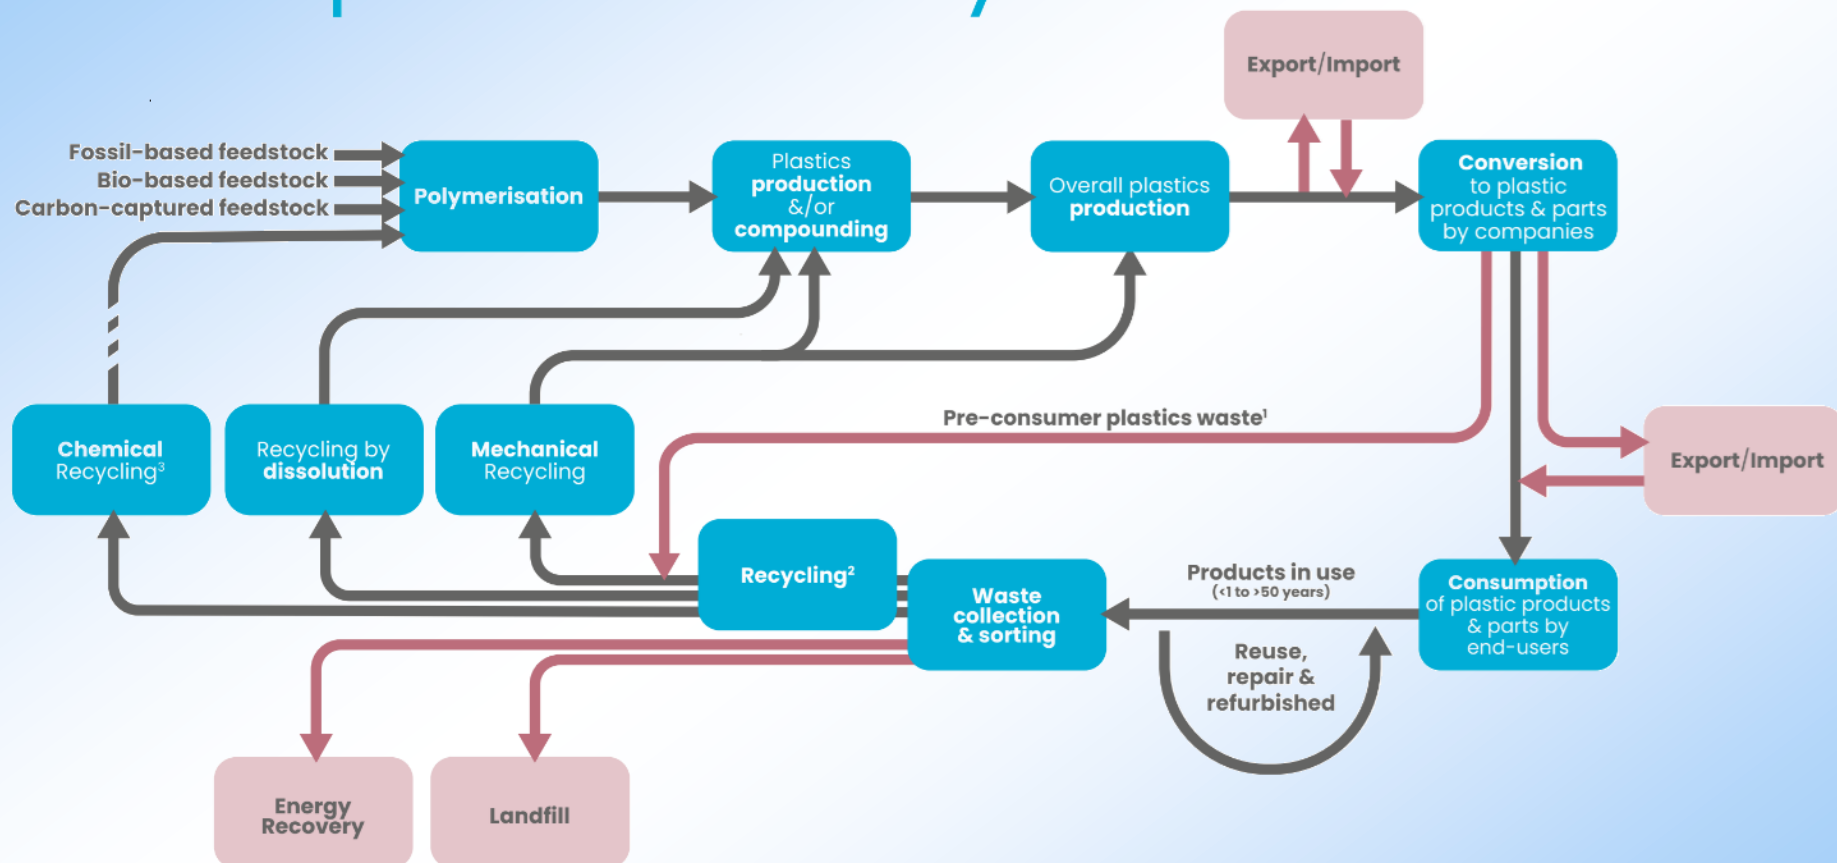 Export/Import
Fossil-based feedstock
Bio-based feedstock
Carbon-captured feedstock
Polymerisation
Plastics
production
&/or
compounding
Overall plastics
production
Conversion
to plastic
products & parts
by companies
Pre-consumer plastics waste¹
Chemical
Recycling³
Recycling by
dissolution
Mechanical
Recycling
Export/Import
Recycling²
Waste
collection
& sorting
Products in use
(<1 to >50 years)
Reuse,
repair &
refurbished
Consumption
of plastic products
& parts by
end-users
Energy
Recovery
Landfill